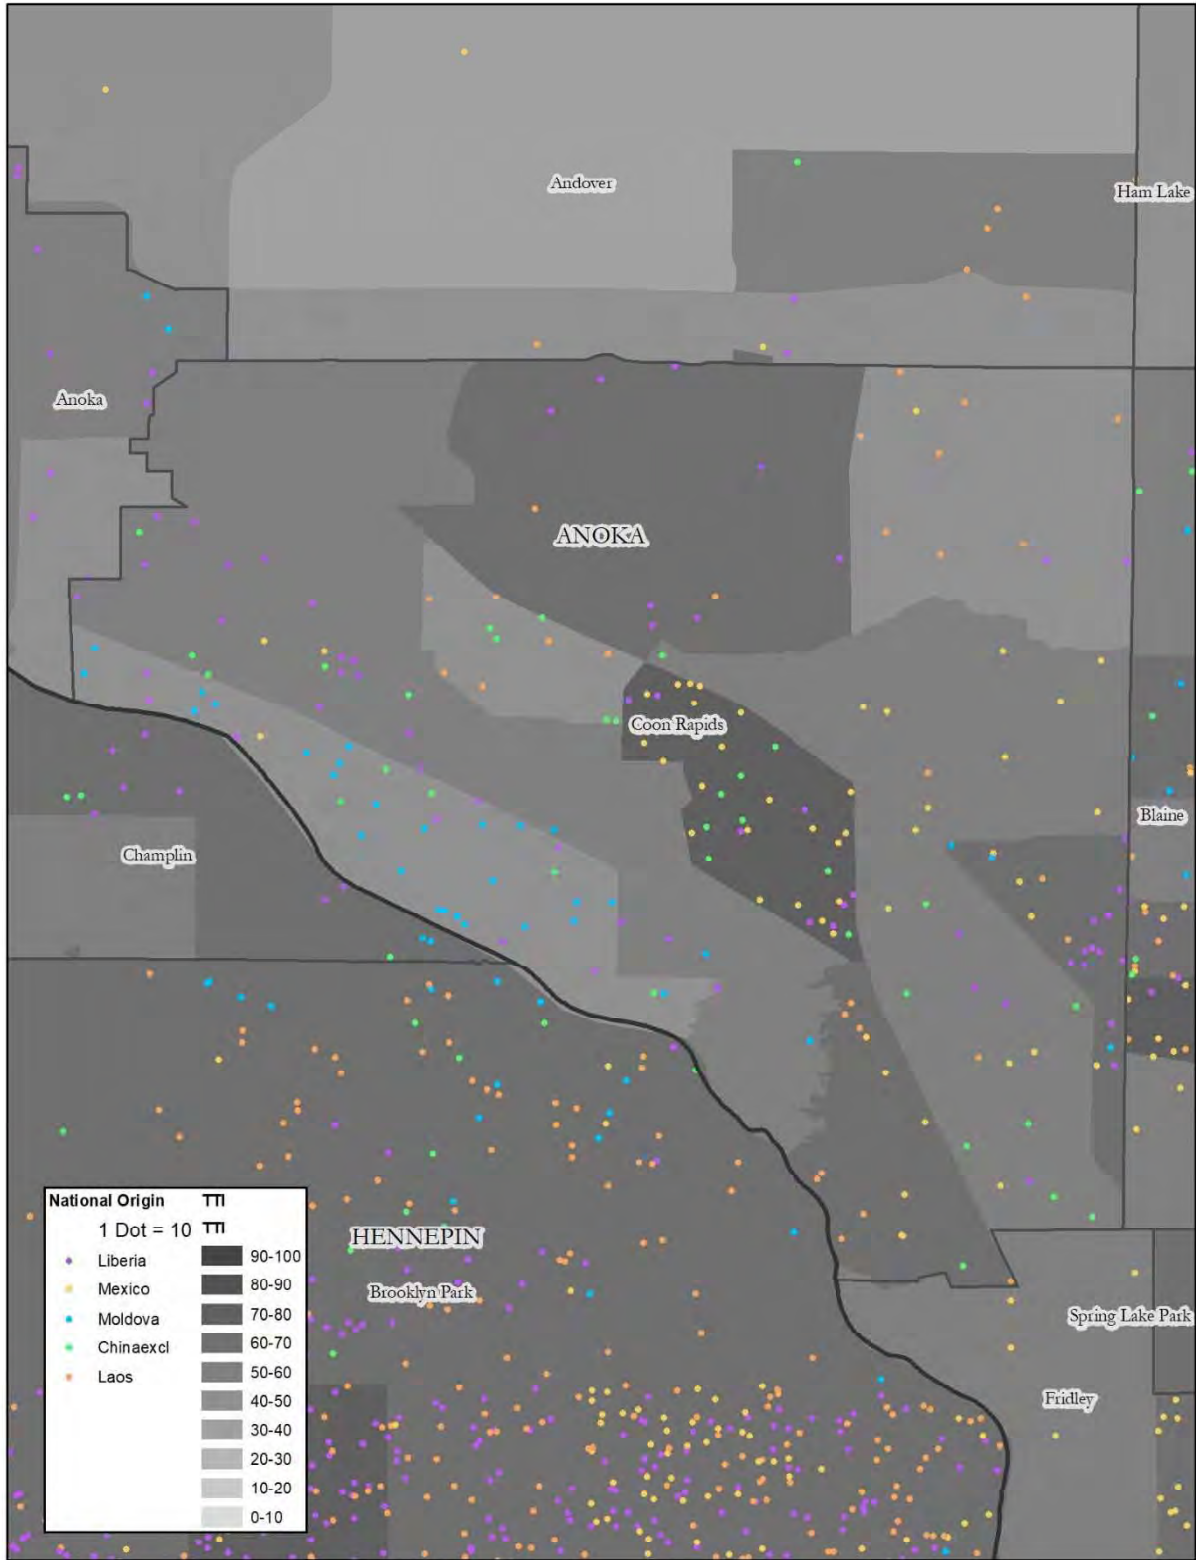 Andover
Ham Lake
Anoka
ANOKA
Coon Rapids
Blaine
Champlin
National Origin TTI
1 Dot = 10 TTI
Liberia
Mexico
Moldova
Chinaexcl
Laos
90-100
80-90
70-80
60-70
50-60
40-50
30-40
20-30
10-20
0-10
HENNEPIN
Brooklyn Park
Spring Lake Park
Fridley